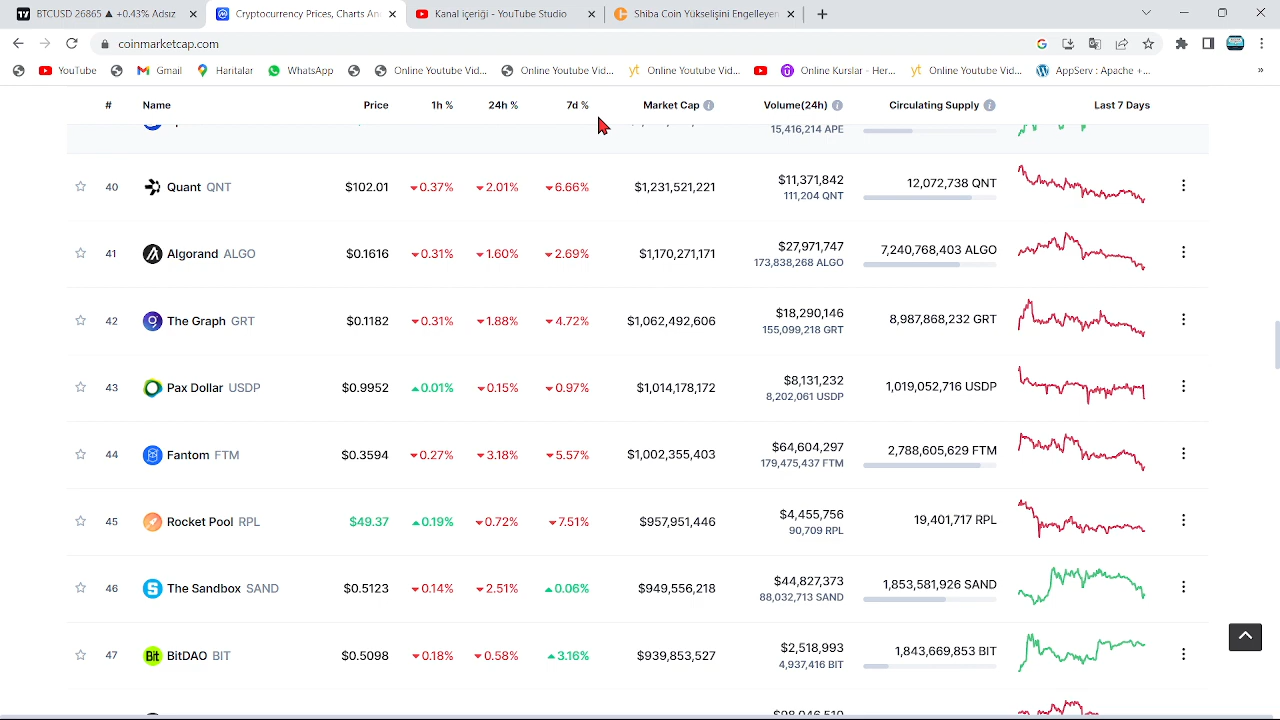 BTCUSD 26865 ▲ +0.43% Adsız
Cryptocurrency Prices, Charts An
Kanal içeriği - YouTube Studio
Shiba Coin Yükselişini Engelleyen
coinmarketcap.com
YouTube
Gmail
Haritalar
WhatsApp
Online Youtube Vid...
Online Youtube Vid...
Online Youtube Vid...
Online Kurslar - Her...
Online Youtube Vid...
AppServ : Apache +...
# Name Price 1h % 24h % 7d % Market Cap Volume(24h) Circulating Supply Last 7 Days
15,416,214 APE
40 Quant QNT $102.01 ▼0.37% ▼2.01% ▼6.66% $1,231,521,221 $11,371,842 12,072,738 QNT
111,204 QNT
41 Algorand ALGO $0.1616 ▼0.31% ▼1.60% ▼2.69% $1,170,271,171 $27,971,747 7,240,768,403 ALGO
173,838,268 ALGO
42 The Graph GRT $0.1182 ▼0.31% ▼1.88% ▼4.72% $1,062,492,606 $18,290,146 8,987,868,232 GRT
155,099,218 GRT
43 Pax Dollar USDP $0.9952 ▲0.01% ▼0.15% ▼0.97% $1,014,178,172 $8,131,232 1,019,052,716 USDP
8,202,061 USDP
44 Fantom FTM $0.3594 ▼0.27% ▼3.18% ▼5.57% $1,002,355,403 $64,604,297 2,788,605,629 FTM
179,475,437 FTM
45 Rocket Pool RPL $49.37 ▲0.19% ▼0.72% ▼7.51% $957,951,446 $4,455,756 19,401,717 RPL
90,709 RPL
46 The Sandbox SAND $0.5123 ▼0.14% ▼2.51% ▲0.06% $949,556,218 $44,827,373 1,853,581,926 SAND
88,032,713 SAND
47 BitDAO BIT $0.5098 ▼0.18% ▼0.58% ▲3.16% $939,853,527 $2,518,993 1,843,669,853 BIT
4,937,416 BIT